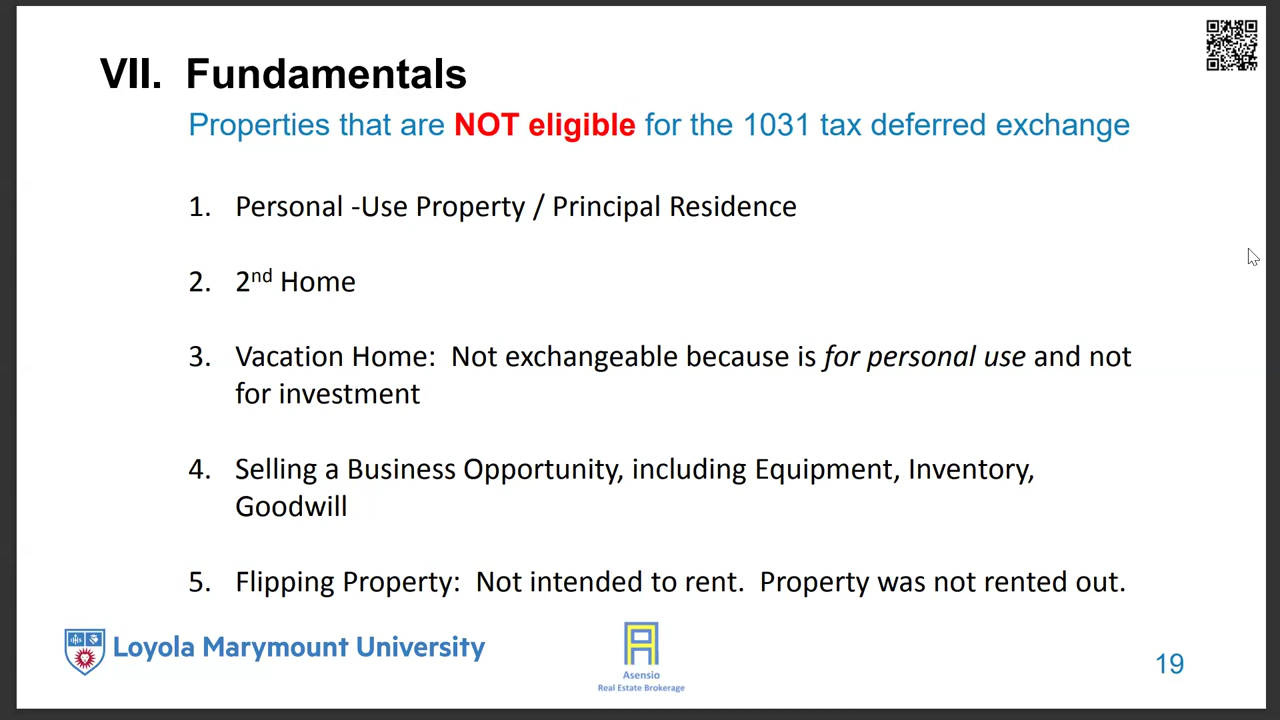 VII. Fundamentals
Properties that are NOT eligible for the 1031 tax deferred exchange
1. Personal -Use Property / Principal Residence
2. 2nd Home
3. Vacation Home: Not exchangeable because is for personal use and not
for investment
4. Selling a Business Opportunity, including Equipment, Inventory,
Goodwill
5. Flipping Property: Not intended to rent. Property was not rented out.
Loyola Marymount University
Asensio
Real Estate Brokerage
19